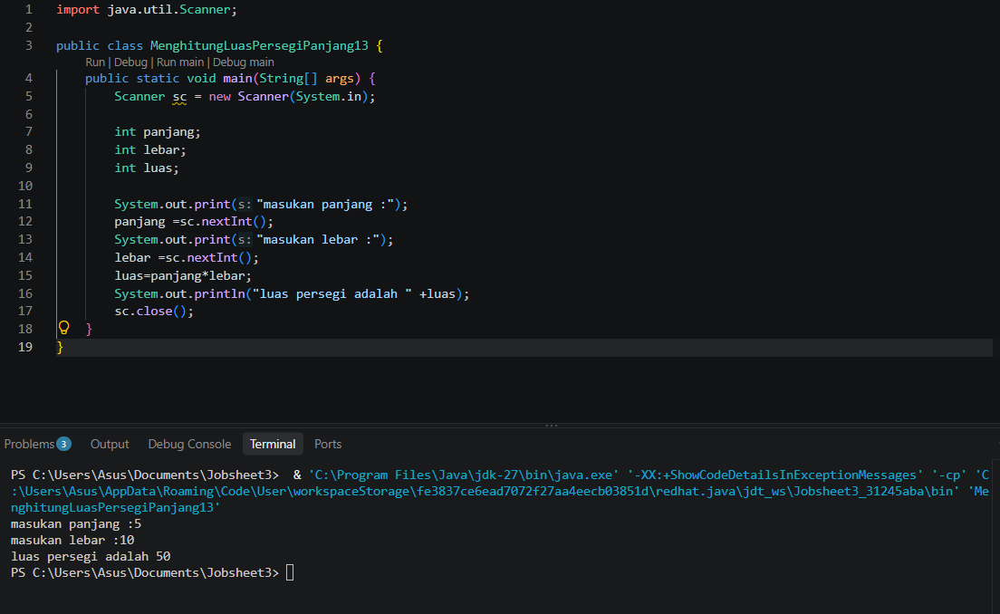 1 import java.util.Scanner;
2
3 public class MenghitungLuasPersegiPanjang13 {
Run | Debug | Run main | Debug main
4 public static void main(String[] args) {
5 Scanner sc = new Scanner(System.in);
6
7 int panjang;
8 int lebar;
9 int luas;
10
11 System.out.print(s: "masukan panjang :");
12 panjang =sc.nextInt();
13 System.out.print(s: "masukan lebar :");
14 lebar =sc.nextInt();
15 luas=panjang*lebar;
16 System.out.println("luas persegi adalah " +luas);
17 sc.close();
18 }
19 }
Problems 3 Output Debug Console Terminal Ports
PS C:\Users\Asus\Documents\Jobsheet3> & 'C:\Program Files\Java\jdk-27\bin\java.exe' '-XX:+ShowCodeDetailsInExceptionMessages' '-cp' 'C
:\Users\Asus\AppData\Roaming\Code\User\workspaceStorage\fe3837ce6ead7072f27aa4eecb03851d\redhat.java\jdt_ws\Jobsheet3_31245aba\bin' 'Me
nghitungLuasPersegiPanjang13'
masukan panjang :5
masukan lebar :10
luas persegi adalah 50
PS C:\Users\Asus\Documents\Jobsheet3>